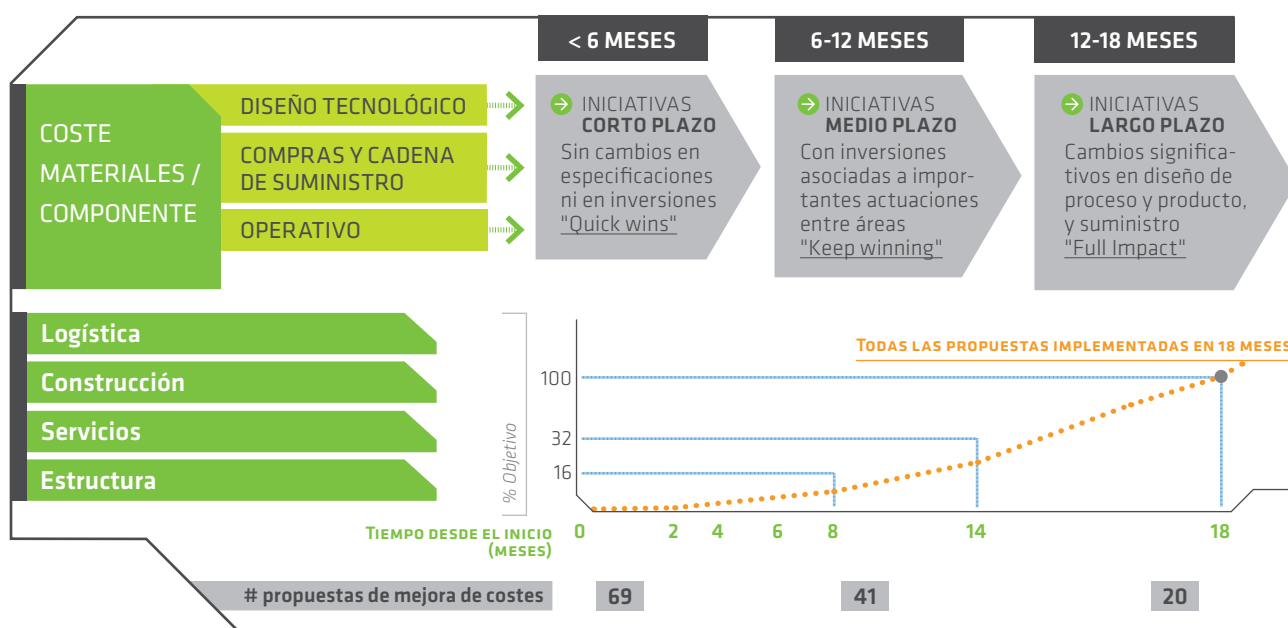 < 6 MESES
6-12 MESES
12-18 MESES
COSTE
MATERIALES /
COMPONENTE
DISEÑO TECNOLÓGICO
COMPRAS Y CADENA
DE SUMINISTRO
OPERATIVO
INICIATIVAS
CORTO PLAZO
Sin cambios en
especificaciones
ni en inversiones
"Quick wins"
INICIATIVAS
MEDIO PLAZO
Con inversiones
asociadas a impor-
tantes actuaciones
entre áreas
"Keep winning"
INICIATIVAS
LARGO PLAZO
Cambios significa-
tivos en diseño de
proceso y producto,
y suministro
"Full Impact"
Logística
Construcción
Servicios
Estructura
% Objetivo
100
32
16
TODAS LAS PROPUESTAS IMPLEMENTADAS EN 18 MESES
TIEMPO DESDE EL INICIO
(MESES)
0 2 4 6 8 14 18
# propuestas de mejora de costes 69 41 20